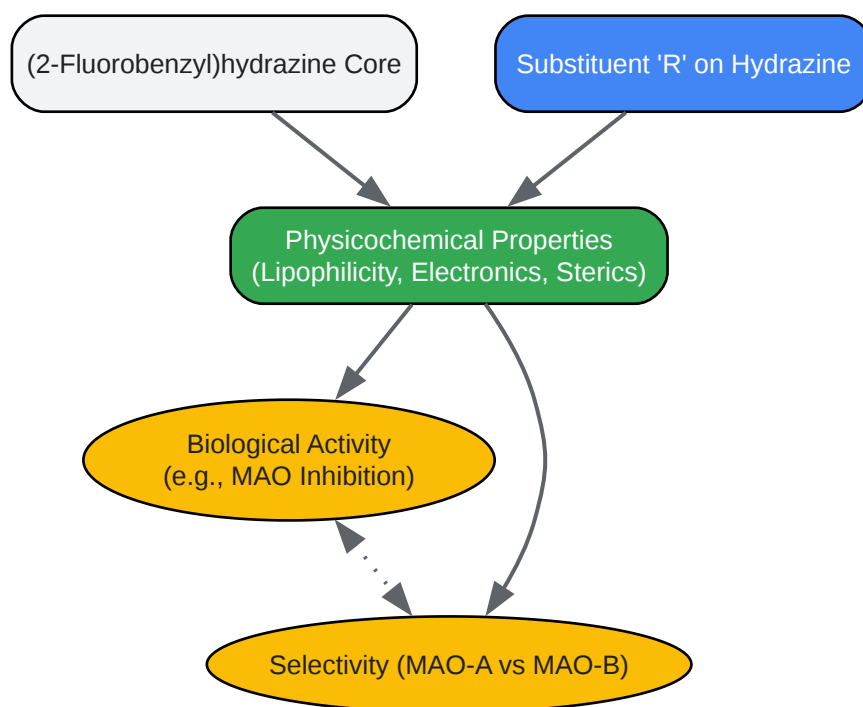 (2-Fluorobenzyl)hydrazine Core
Substituent 'R' on Hydrazine
Physicochemical Properties
(Lipophilicity, Electronics, Sterics)
Biological Activity
(e.g., MAO Inhibition)
Selectivity (MAO-A vs MAO-B)